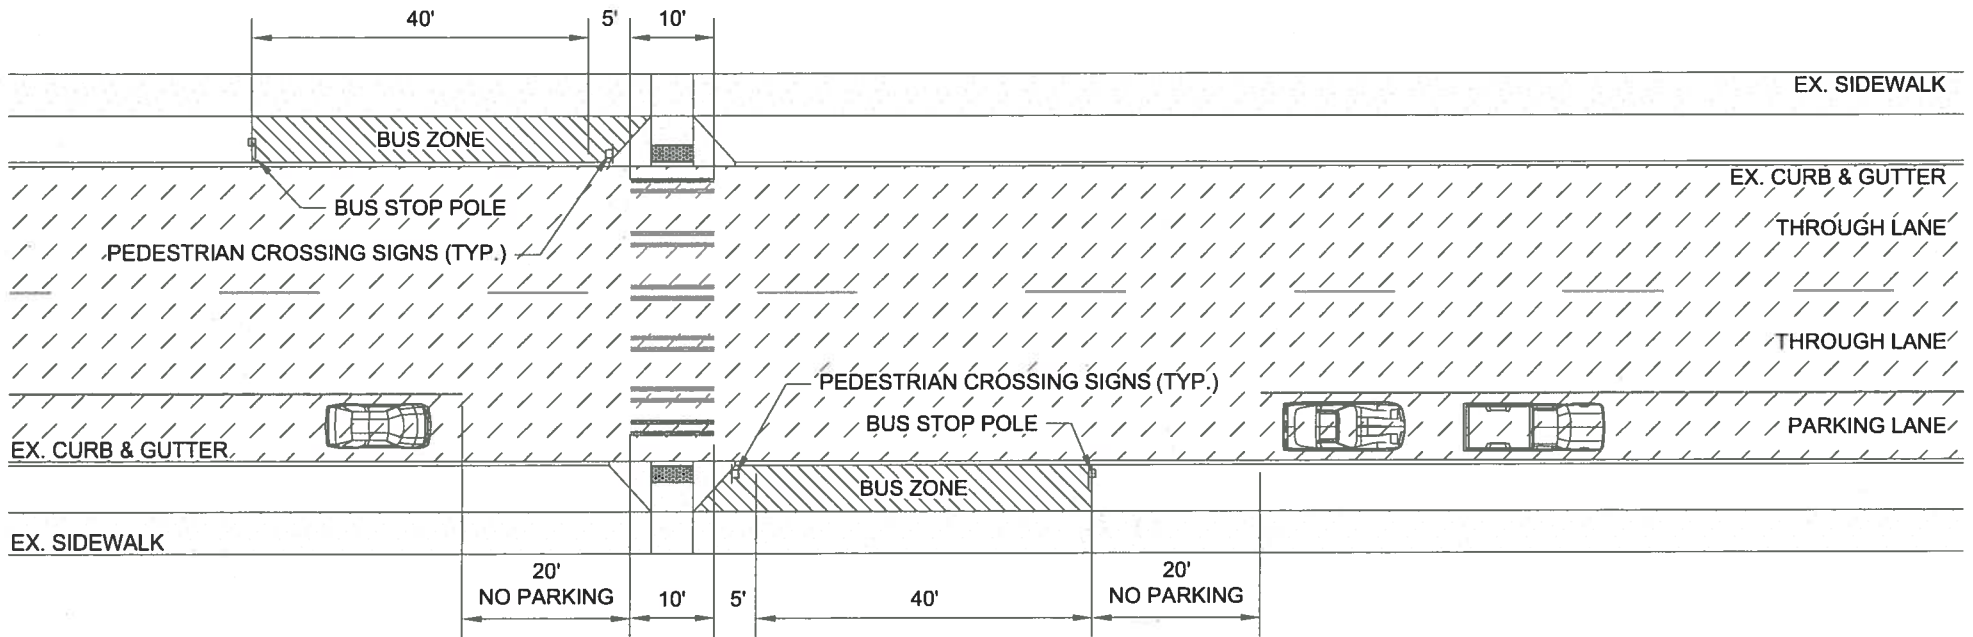 40' 5' 10'
EX. SIDEWALK
BUS ZONE
EX. CURB & GUTTER
BUS STOP POLE
THROUGH LANE
PEDESTRIAN CROSSING SIGNS (TYP.)
THROUGH LANE
PEDESTRIAN CROSSING SIGNS (TYP.)
BUS STOP POLE
PARKING LANE
EX. CURB & GUTTER
BUS ZONE
EX. SIDEWALK
20'
NO PARKING
10' 5' 40'
20'
NO PARKING